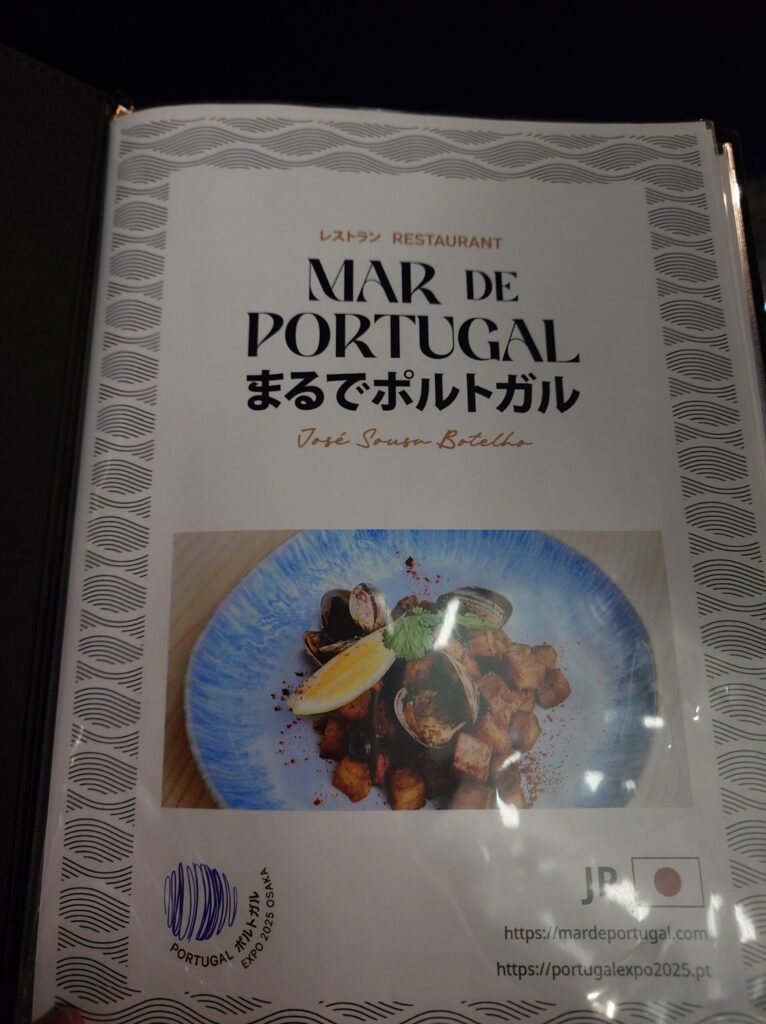 レストラン RESTAURANT
MAR DE
PORTUGAL
まるでポルトガル
José Sousa Botelho
PORTUGAL ポルトガル
EXPO 2025 OSAKA
JP
https://mardeportugal.com
https://portugalexpo2025.pt